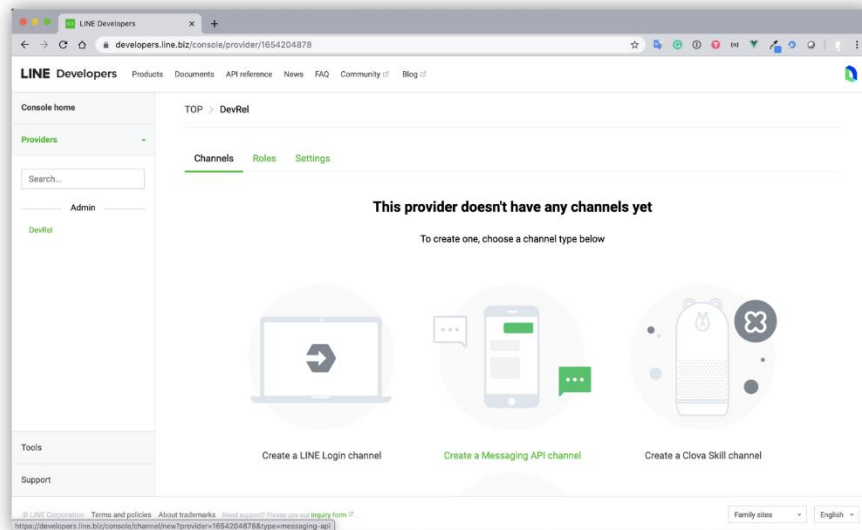 LINE Developers
developers.line.biz/console/provider/1654204878
LINE Developers Products Documents API reference News FAQ Community Blog
Console home
TOP > DevRel
Providers
Channels Roles Settings
Search...
Admin
DevRel
This provider doesn't have any channels yet
To create one, choose a channel type below
Create a LINE Login channel
Create a Messaging API channel
Create a Clova Skill channel
Tools
Support
© LINE Corporation Terms and policies About trademarks Need support? Please use our inquiry form
Family sites
English
https://developers.line.biz/console/channel/new?provider=1654204878&type=messaging-api